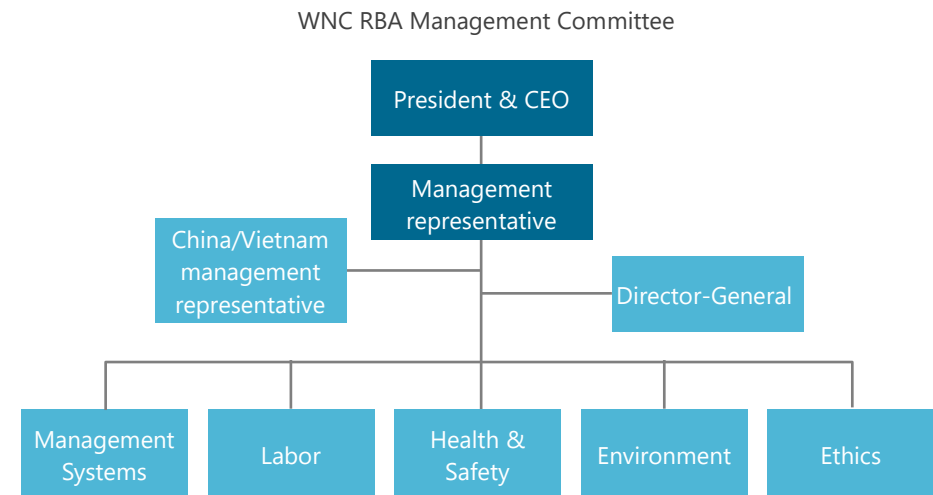 WNC RBA Management Committee
President & CEO
Management
representative
China/Vietnam
management
representative
Director-General
Management
Systems
Labor
Health &
Safety
Environment
Ethics